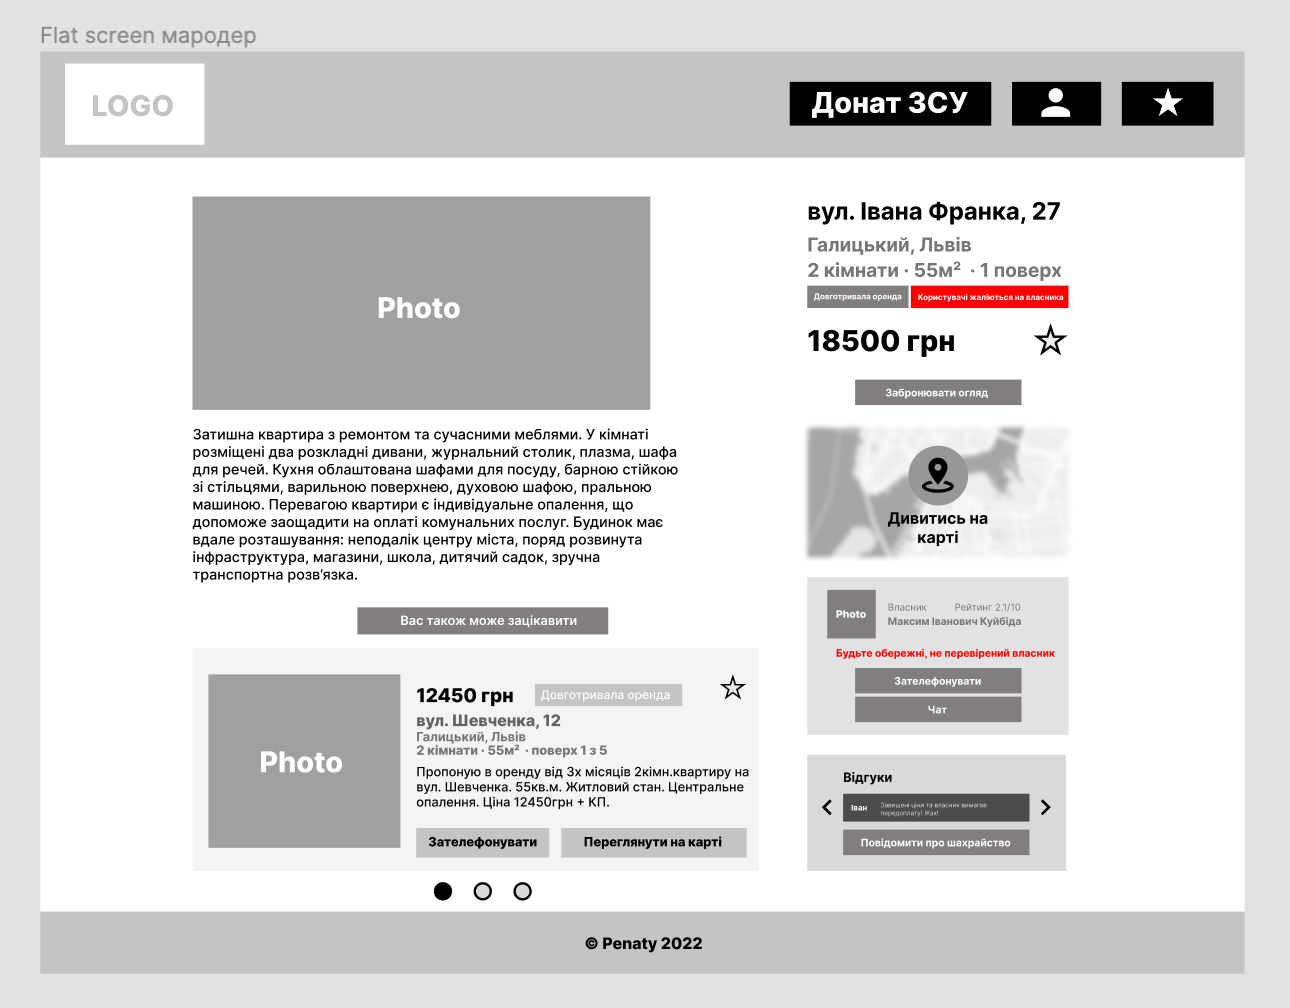 Flat screen мародер
LOGO
Донат ЗСУ
Photo
Затишна квартира з ремонтом та сучасними меблями. У кімнаті
розміщені два розкладні дивани, журнальний столик, плазма, шафа
для речей. Кухня облаштована шафами для посуду, барною стійкою
зі стільцями, варильною поверхнею, духовою шафою, пральною
машиною. Перевагою квартири є індивідуальне опалення, що
допоможе заощадити на оплаті комунальних послуг. Будинок має
вдале розташування: неподалік центру міста, поряд розвинута
інфраструктура, магазини, школа, дитячий садок, зручна
транспортна розв'язка.
Вас також може зацікавити
Photo
12450 грн
Довготривала оренда
вул. Шевченка, 12
Галицький, Львів
2 кімнати · 55м² · поверх 1 з 5
Пропоную в оренду від 3х місяців 2кімн.квартиру на
вул. Шевченка. 55кв.м. Житловий стан. Центральне
опалення. Ціна 12450грн + КП.
Зателефонувати
Переглянути на карті
вул. Івана Франка, 27
Галицький, Львів
2 кімнати · 55м² · 1 поверх
Довготривала оренда
Користувачі жаліються на власника
18500 грн
Забронювати огляд
Дивитись на
карті
Photo
Власник
Рейтинг 2.1/10
Максим Іванович Куйбіда
Будьте обережні, не перевірений власник
Зателефонувати
Чат
Відгуки
Іван
Завишені ціни та власник вимагав
передоплату! Жах!
Повідомити про шахрайство
© Penaty 2022